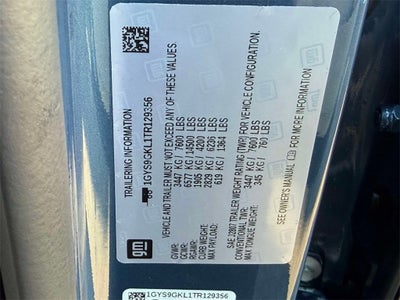 gm
TRAILERING INFORMATION
1GYS9GKL1TR129356
VEHICLE AND TRAILER MUST NOT EXCEED ANY OF THESE VALUES
GVWR: 3447 KG / 7600 LBS
GCWR: 6577 KG / 14500 LBS
RGAWR: 1905 KG / 4200 LBS
CURB WEIGHT: 2829 KG / 6236 LBS
MAX PAYLOAD: 619 KG / 1364 LBS
SAE J2807 TRAILER WEIGHT RATING (TWR) FOR VEHICLE CONFIGURATION.
CONVENTIONAL TWR: 3447 KG / 7600 LBS
MAX TONGUE WEIGHT: 345 KG / 760 LBS
SEE OWNER'S MANUAL FOR MORE INFORMATION
1GYS9GKL1TR129356